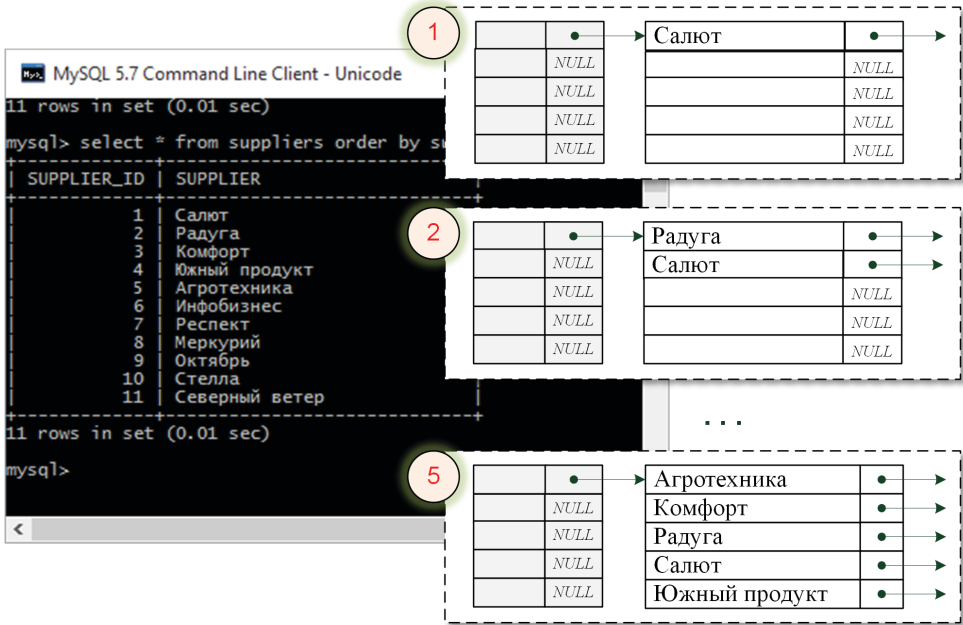 MySQL 5.7 Command Line Client - Unicode
11 rows in set (0.01 sec)
mysql> select * from suppliers order by
SUPPLIER_ID | SUPPLIER
1 | Салют
2 | Радуга
3 | Комфорт
4 | Южный продукт
5 | Агротехника
6 | Инфобизнес
7 | Респект
8 | Меркурий
9 | Октябрь
10 | Стелла
11 | Северный ветер
11 rows in set (0.01 sec)
mysql>
1
Салют
NULL NULL
NULL NULL
NULL NULL
NULL NULL
2
Радуга
NULL Салют
NULL NULL
NULL NULL
NULL NULL
...
5
Агротехника
NULL Комфорт
NULL Радуга
NULL Салют
NULL Южный продукт